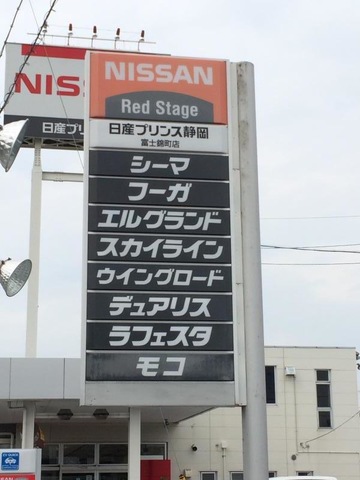 NISSAN
Red Stage
日産プリンス静岡
富士錦町店
シーマ
フーガ
エルグランド
スカイライン
ウイングロード
デュアリス
ラフェスタ
モコ
NIS
日産プリ